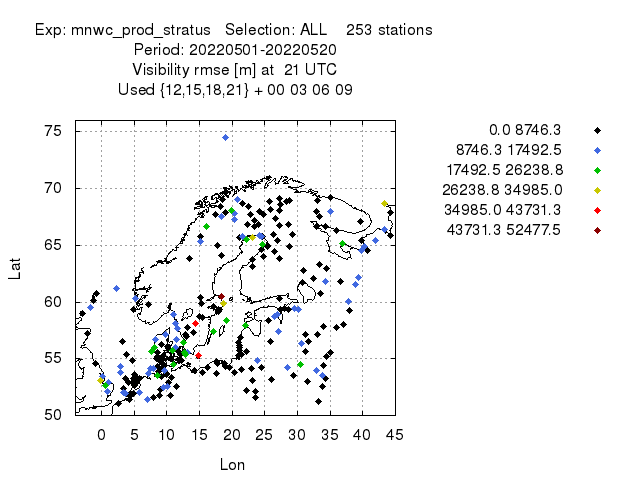 Exp: mnwc_prod_stratus Selection: ALL 253 stations
Period: 20220501-20220520
Visibility rmse [m] at 21 UTC
Used {12,15,18,21} + 00 03 06 09
0.0 8746.3
8746.3 17492.5
17492.5 26238.8
26238.8 34985.0
34985.0 43731.3
43731.3 52477.5
75
70
65
60
55
50
Lat
0 5 10 15 20 25 30 35 40 45
Lon